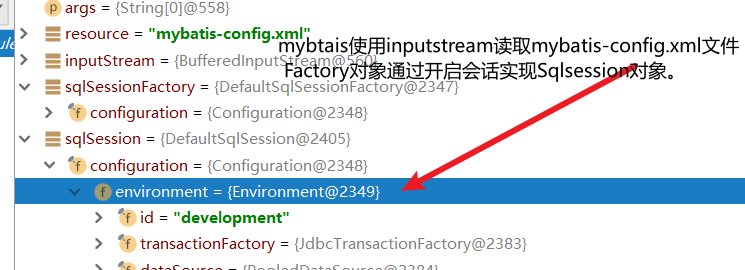 args = {String[0]@558}
resource = "mybatis-config.xml"
inputStream = {BufferedInputStream@560}
mybtais使用inputstream读取mybatis-config.xml文件
Factory对象通过开启会话实现Sqlsession对象。
sqlSessionFactory = {DefaultSqlSessionFactory@2347}
configuration = {Configuration@2348}
sqlSession = {DefaultSqlSession@2405}
configuration = {Configuration@2348}
environment = {Environment@2349}
id = "development"
transactionFactory = {JdbcTransactionFactory@2383}
dataSource = {PooledDataSource@2384}